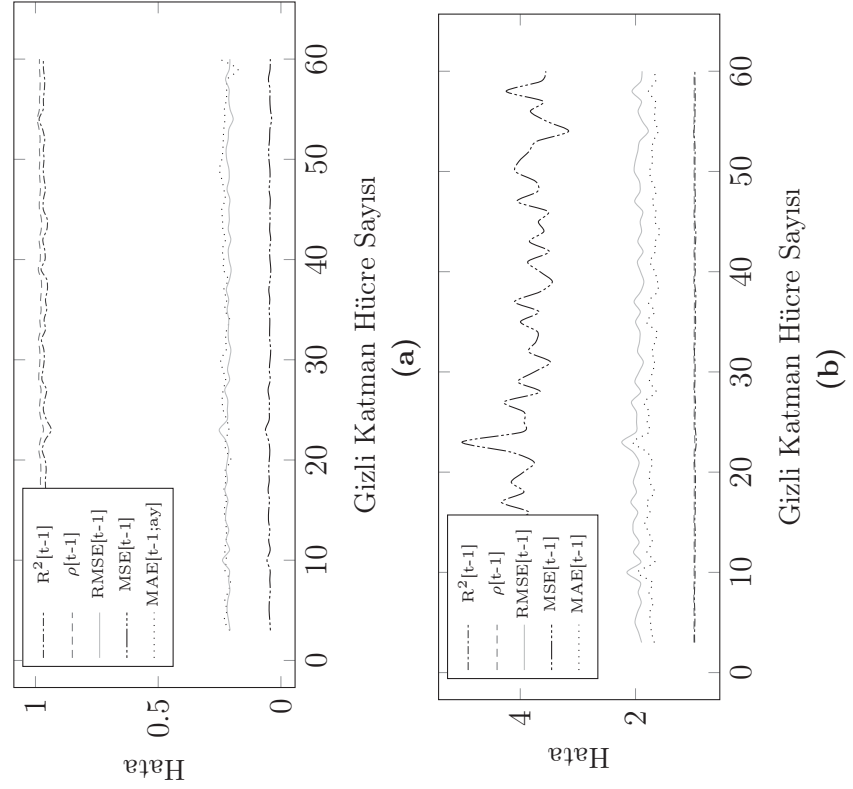 1
0.5
0
Hata
R²[t-1]
ρ[t-1]
RMSE[t-1]
MSE[t-1]
MAE[t-1;ay]
0 10 20 30 40 50 60
Gizli Katman Hücre Sayısı
(a)
4
2
Hata
R²[t-1]
ρ[t-1]
RMSE[t-1]
MSE[t-1]
MAE[t-1]
0 10 20 30 40 50 60
Gizli Katman Hücre Sayısı
(b)